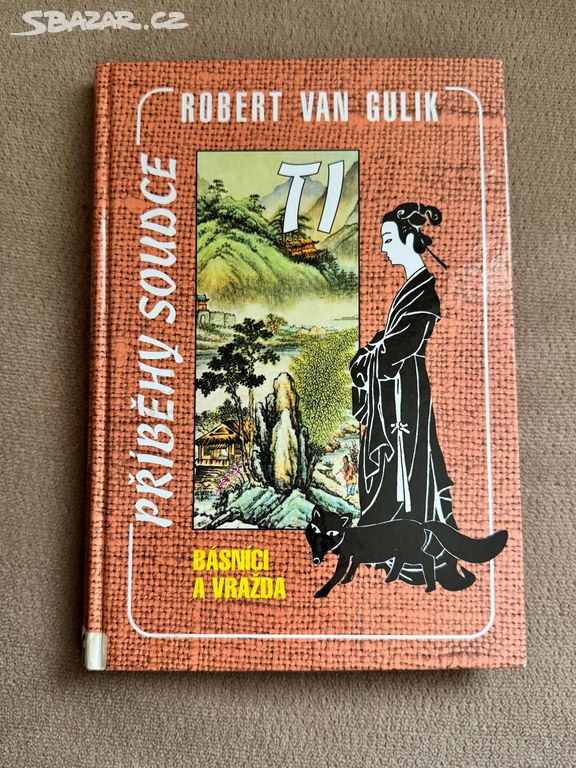 SBAZAR.CZ
ROBERT VAN GULIK
PŘÍBĚHY SOUDCE
TI
BÁSNÍCI
A VRAŽDA